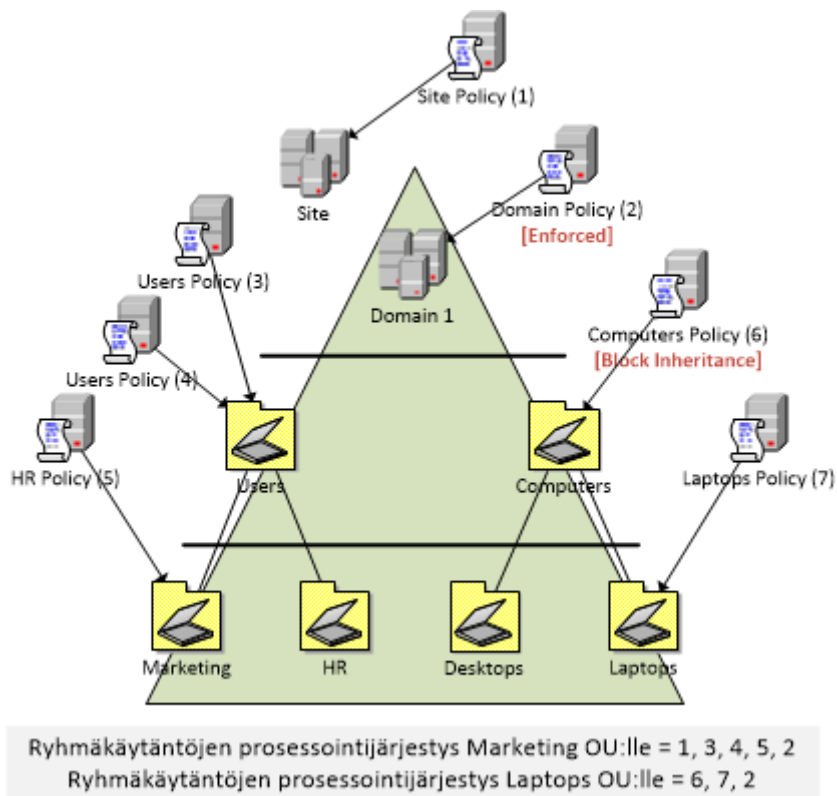 Site Policy (1)
Site
Domain Policy (2)
[Enforced]
Users Policy (3)
Domain 1
Computers Policy (6)
[Block Inheritance]
Users Policy (4)
HR Policy (5)
Users
Computers
Laptops Policy (7)
Marketing
HR
Desktops
Laptops
Ryhmäkäytäntöjen prosessointijärjestys Marketing OU:lle = 1, 3, 4, 5, 2
Ryhmäkäytäntöjen prosessointijärjestys Laptops OU:lle = 6, 7, 2